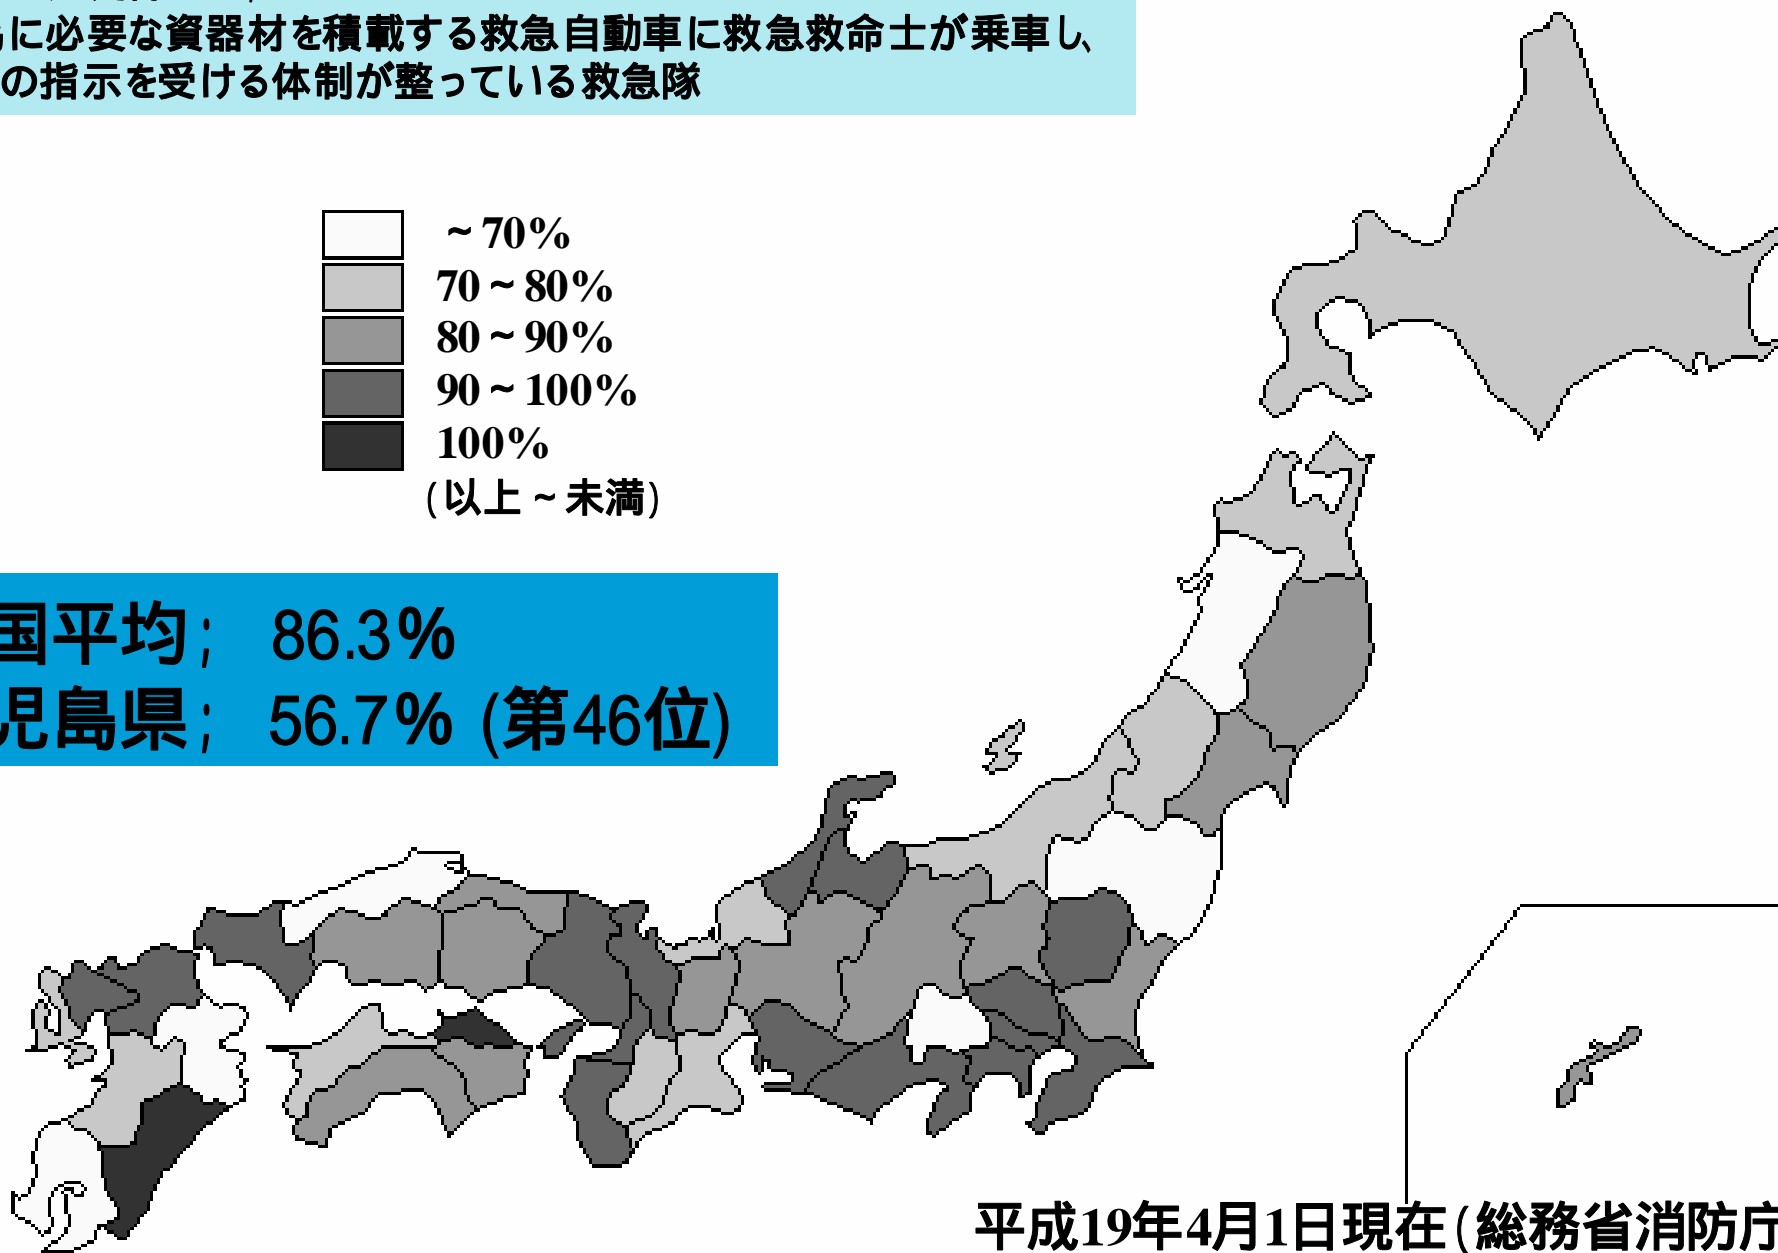 に必要な資器材を積載する救急自動車に救急救命士が乗車し、
の指示を受ける体制が整っている救急隊
～70%
70～80%
80～90%
90～100%
100%
(以上～未満)
国平均； 86.3%
児島県； 56.7% (第46位)
平成19年4月1日現在(総務省消防庁